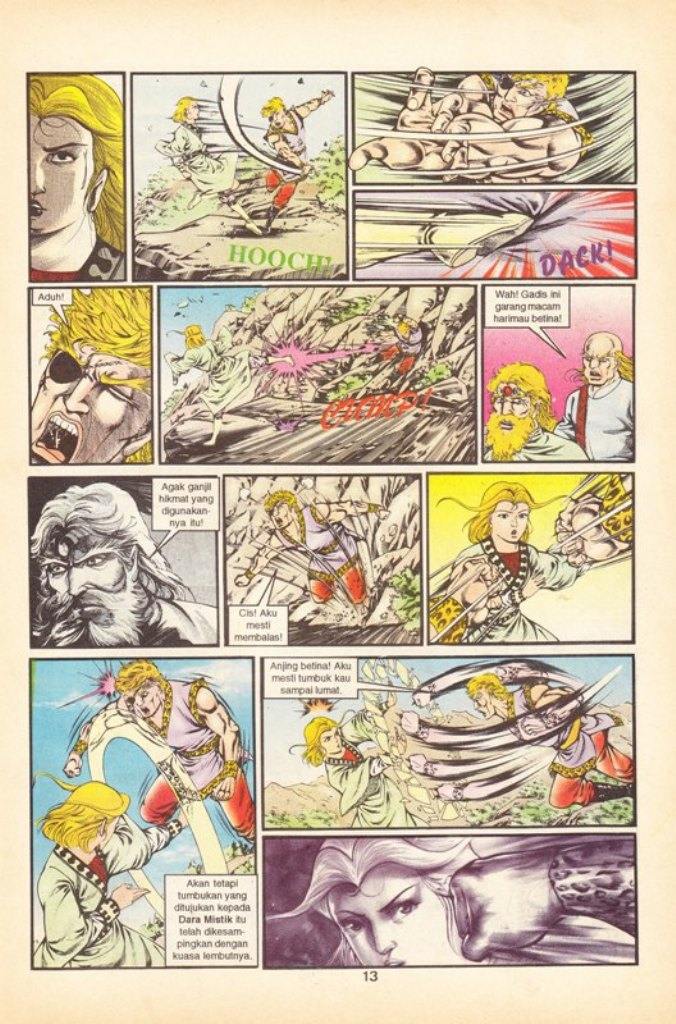 HOOCH!
DACK!
Aduh!
Wah! Gadis ini
garang macam
harimau betina!
Agak ganjil
hikmat yang
digunakan-
nya itu!
Cis! Aku
mesti
membalas!
Akan tetapi
tumbukan yang
ditujukan kepada
Dara Mistik itu
telah dikesam-
pingkan dengan
kuasa lembutnya.
Anjing betina! Aku
mesti tumbuk kau
sampai lumat.
13